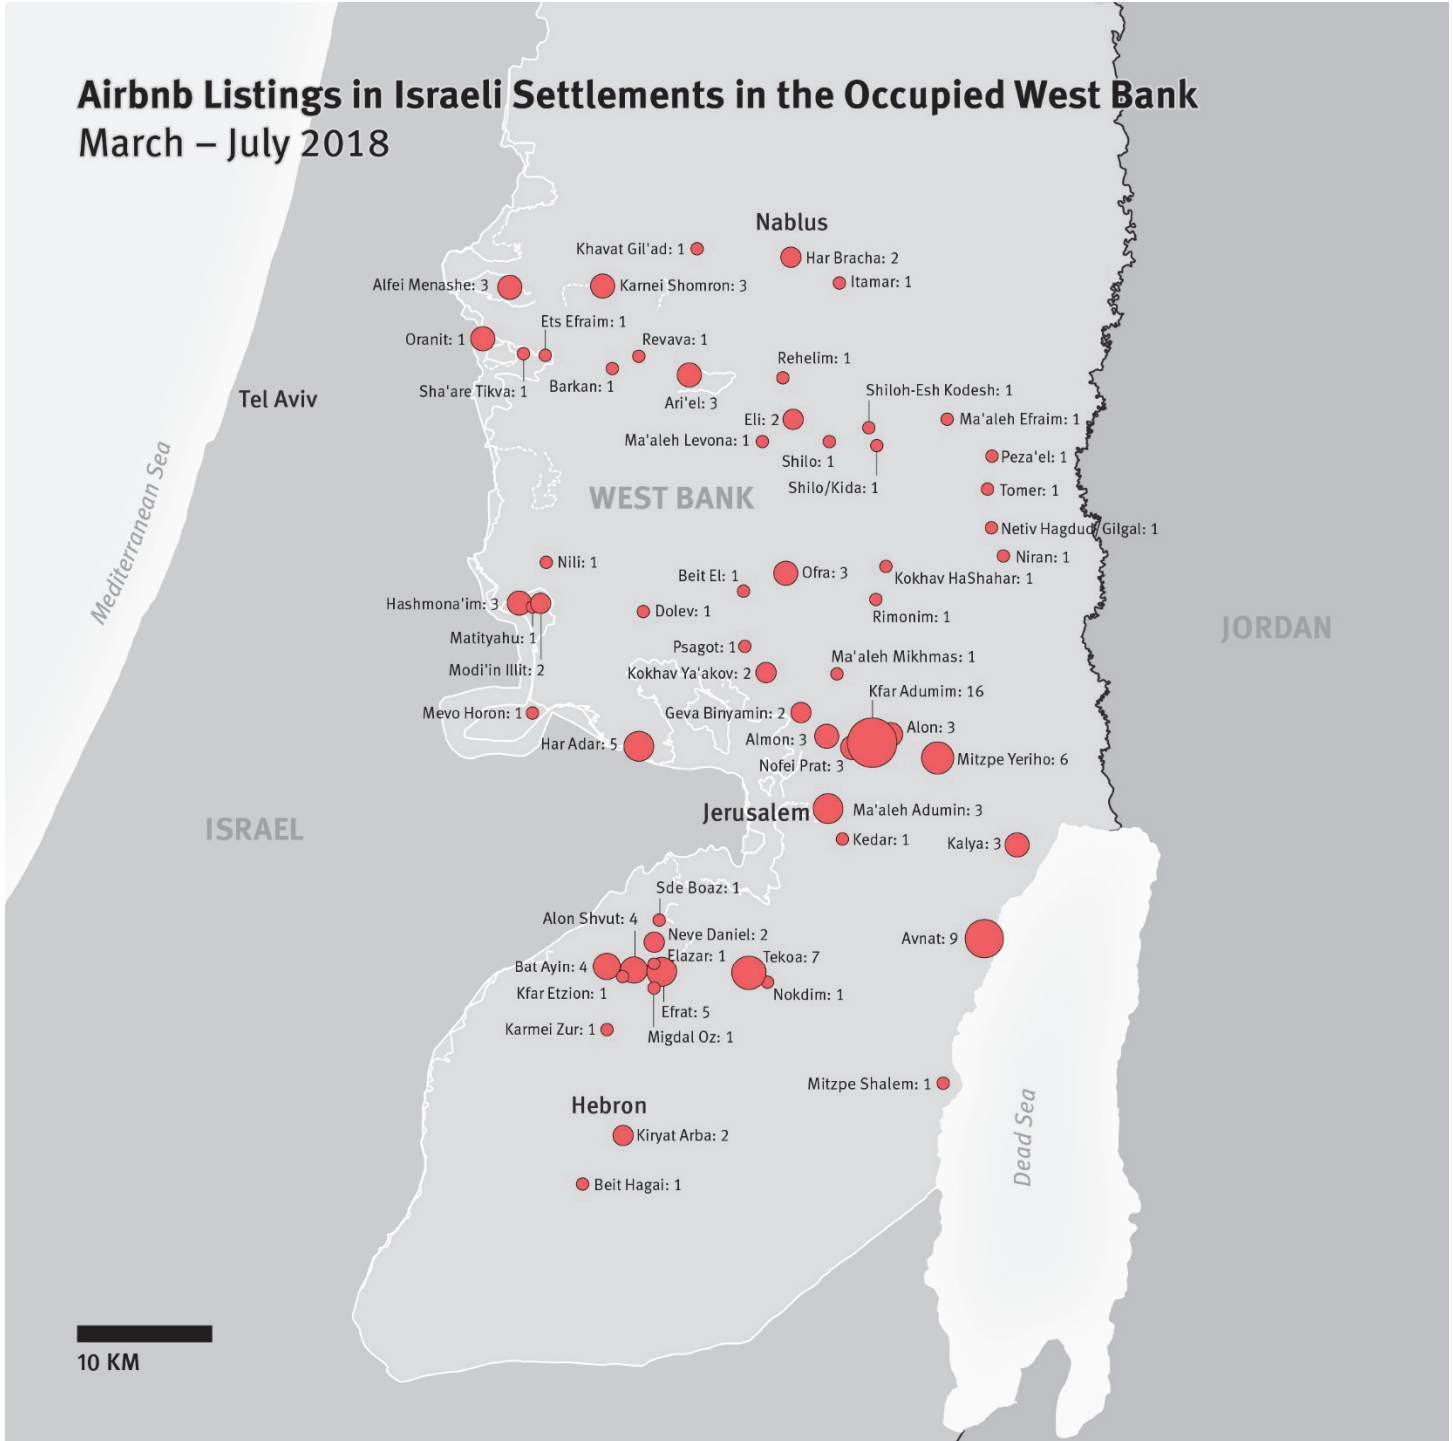 Airbnb Listings in Israeli Settlements in the Occupied West Bank
March – July 2018
Nablus
Khavat Gil'ad: 1
Har Bracha: 2
Itamar: 1
Alfei Menashe: 3
Karnei Shomron: 3
Ets Efraim: 1
Oranit: 1
Revava: 1
Rehelim: 1
Sha'are Tikva: 1
Barkan: 1
Tel Aviv
Ari'el: 3
Shiloh-Esh Kodesh: 1
Eli: 2
Ma'aleh Efraim: 1
Ma'aleh Levona: 1
Shilo: 1
Peza'el: 1
Shilo/Kida: 1
Tomer: 1
WEST BANK
Mediterranean Sea
Netiv Hagdud/Gilgal: 1
Niran: 1
Nili: 1
Beit El: 1
Ofra: 3
Kokhav HaShahar: 1
Hashmona'im: 3
Dolev: 1
Rimonim: 1
JORDAN
Matityahu: 1
Psagot: 1
Ma'aleh Mikhmas: 1
Modi'in Illit: 2
Kokhav Ya'akov: 2
Kfar Adumim: 16
Mevo Horon: 1
Geva Binyamin: 2
Alon: 3
Har Adar: 5
Almon: 3
Nofei Prat: 3
Mitzpe Yeriho: 6
Jerusalem
Ma'aleh Adumin: 3
ISRAEL
Kedar: 1
Kalya: 3
Sde Boaz: 1
Alon Shvut: 4
Neve Daniel: 2
Avnat: 9
Elazar: 1
Tekoa: 7
Bat Ayin: 4
Kfar Etzion: 1
Nokdim: 1
Efrat: 5
Karmei Zur: 1
Migdal Oz: 1
Mitzpe Shalem: 1
Hebron
Kiryat Arba: 2
Dead Sea
Beit Hagai: 1
10 KM